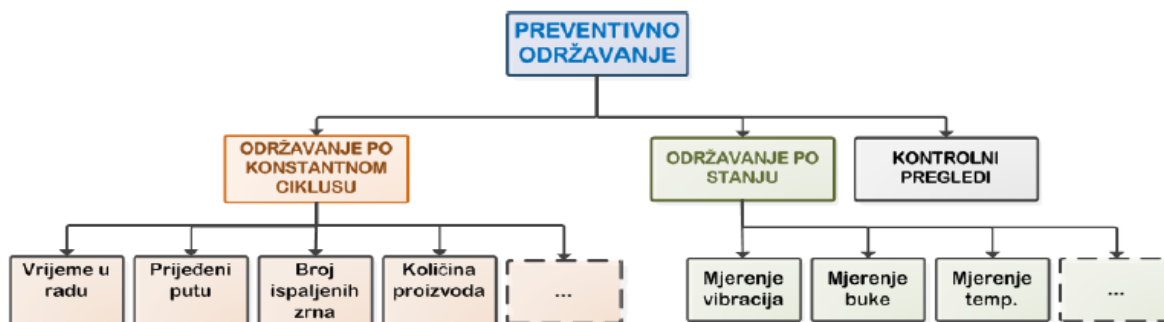 PREVENTIVNO
ODRŽAVANJE
ODRŽAVANJE PO
KONSTANTNOM
CIKLUSU
ODRŽAVANJE PO
STANJU
KONTROLNI
PREGLEDI
Vrijeme u
radu
Prijeđeni
putu
Broj
ispaljenih
zrna
Količina
proizvoda
...
Mjerenje
vibracija
Mjerenje
buke
Mjerenje
temp.
...